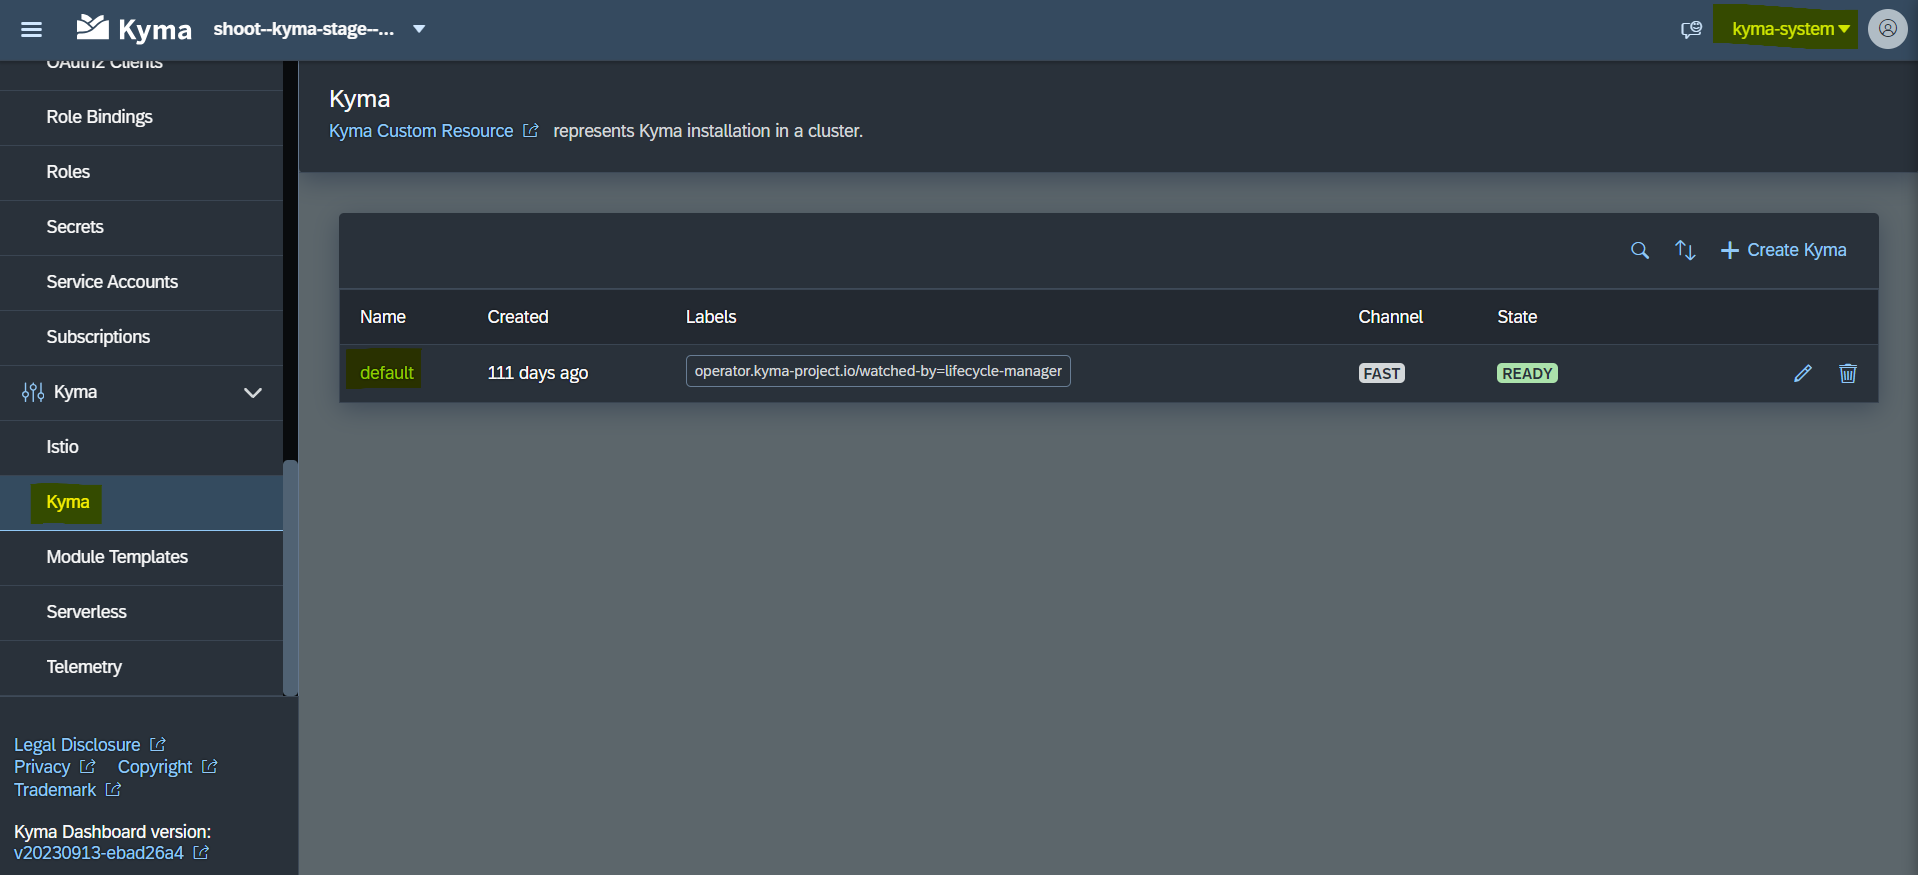 Kyma shoot--kyma-stage--... kyma-system
OAuth2 Clients
Role Bindings
Roles
Secrets
Service Accounts
Subscriptions
Kyma
Istio
Kyma
Module Templates
Serverless
Telemetry
Legal Disclosure
Privacy Copyright
Trademark
Kyma Dashboard version:
v20230913-ebad26a4
Kyma
Kyma Custom Resource represents Kyma installation in a cluster.
Create Kyma
Name Created Labels Channel State
default 111 days ago operator.kyma-project.io/watched-by=lifecycle-manager FAST READY